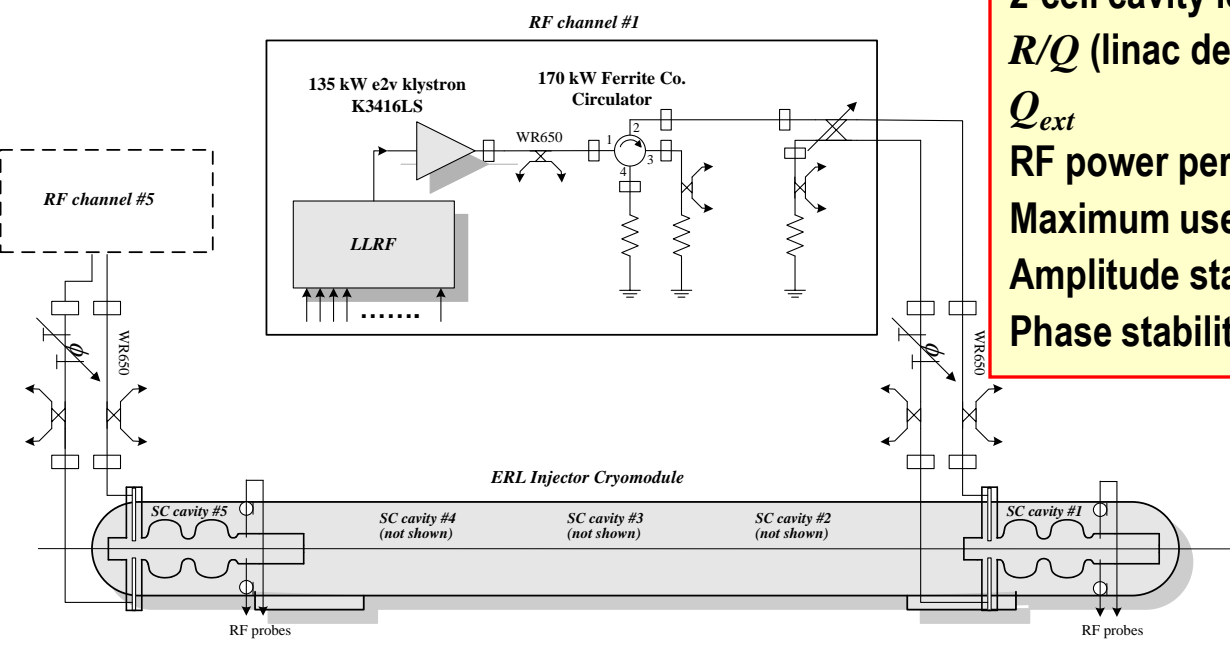 RF channel #1
135 kW e2v klystron
K3416LS
170 kW Ferrite Co.
Circulator
WR650
1
2
3
4
LLRF
.......
RF channel #5
R/Q (linac de
Qext
RF power per
Maximum use
Amplitude sta
Phase stabilit
φ
WR650
φ
WR650
ERL Injector Cryomodule
SC cavity #5
SC cavity #4
(not shown)
SC cavity #3
(not shown)
SC cavity #2
(not shown)
SC cavity #1
RF probes
RF probes